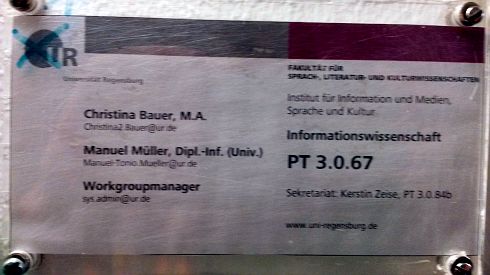 UR
Universität Regensburg
FAKULTÄT FÜR
SPRACH-, LITERATUR- UND KULTURWISSENSCHAFTEN
Institut für Information und Medien,
Sprache und Kultur
Informationswissenschaft
PT 3.0.67
Sekretariat: Kerstin Zeise, PT 3.0.84b
www.uni-regensburg.de
Christina Bauer, M.A.
Christina2.Bauer@ur.de
Manuel Müller, Dipl.-Inf. (Univ.)
Manuel-Tonio.Mueller@ur.de
Workgroupmanager
sys.admin@ur.de